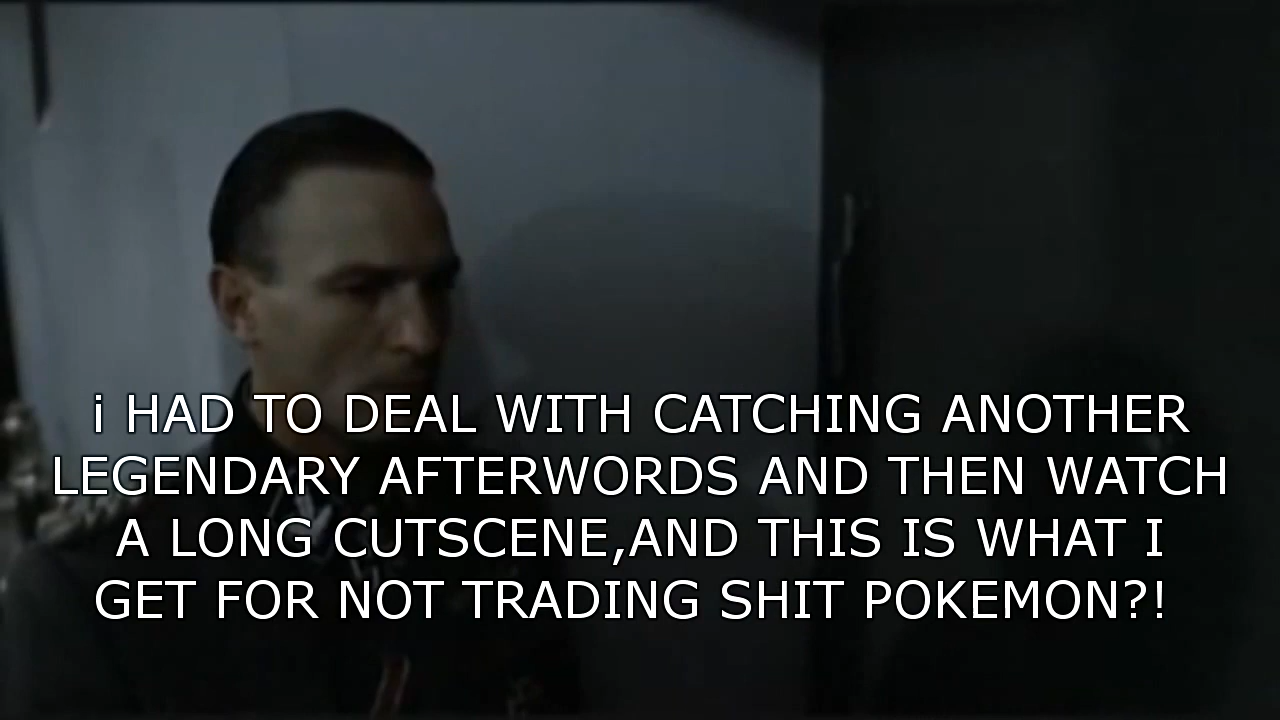 i HAD TO DEAL WITH CATCHING ANOTHER
LEGENDARY AFTERWORDS AND THEN WATCH
A LONG CUTSCENE,AND THIS IS WHAT I
GET FOR NOT TRADING SHIT POKEMON?!